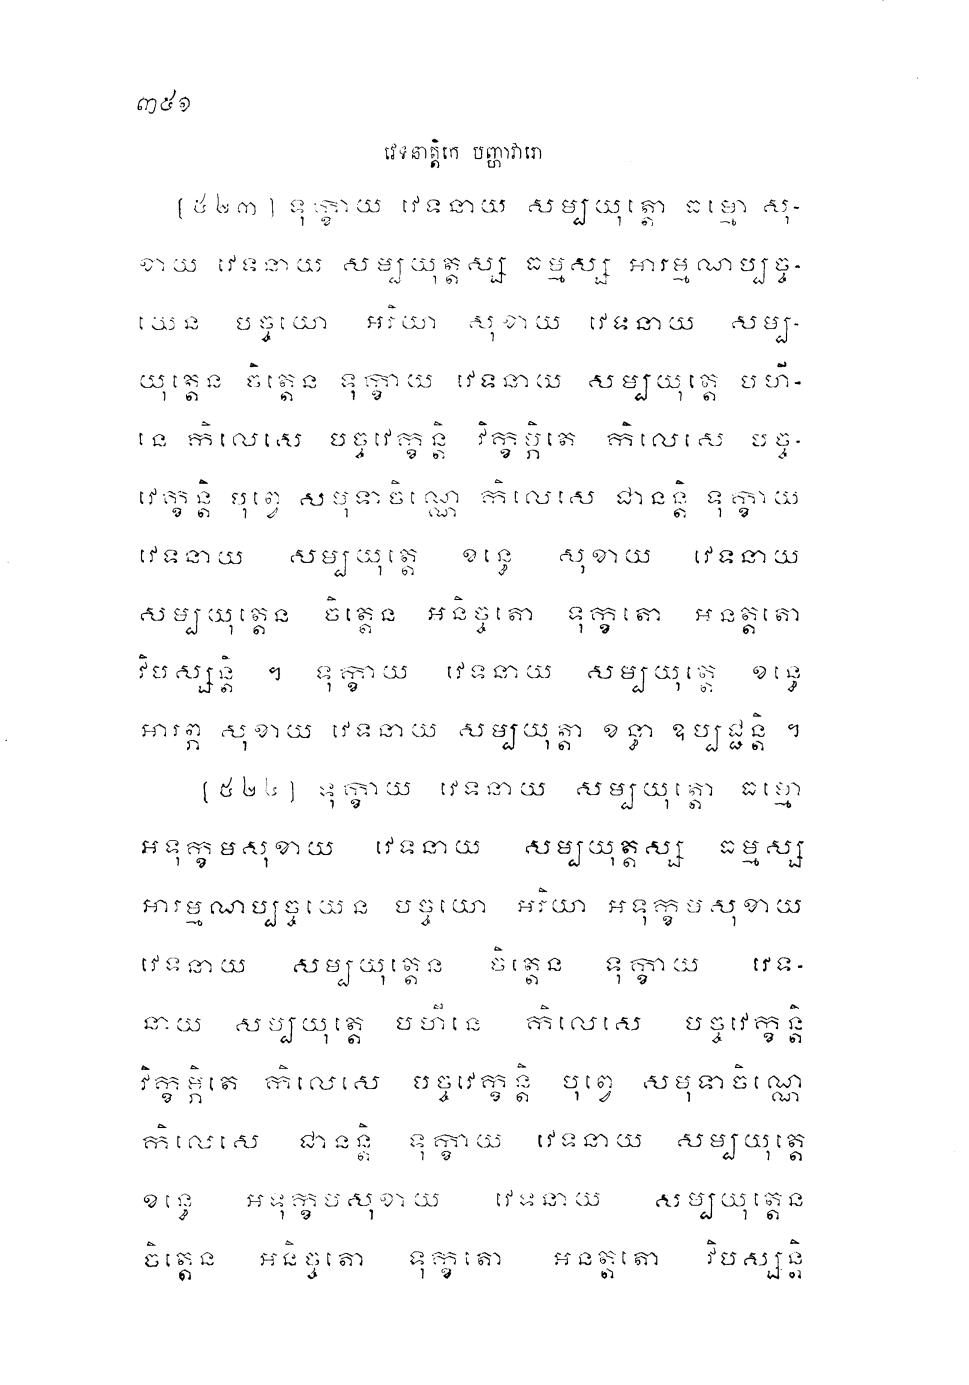 ៣៥១
វេទនាត្តិកេ បញ្ហាវារោ
(៥២៣) ទុក្ខាយ វេទនាយ សម្បយុត្តោ ធម្មោ សុ-
ខាយ វេទនាយ សម្បយុត្តស្ស ធម្មស្ស អារម្មណប្បច្ច-
យេន បច្ចយោ អរិយា សុខាយ វេទនាយ សម្ប-
យុត្តេន ចិត្តេន ទុក្ខាយ វេទនាយ សម្បយុត្តេ បហី-
នេ កិលេសេ បច្ចវេក្ខន្តិ វិក្ខម្ភិតេ កិលេសេ បច្ច-
វេក្ខន្តិ បុព្វេ សមុទាចិណ្ណេ កិលេសេ ជានន្តិ ទុក្ខាយ
វេទនាយ សម្បយុត្តេ ខន្ធេ សុខាយ វេទនាយ
សម្បយុត្តេន ចិត្តេន អនិច្ចតោ ទុក្ខតោ អនត្តតោ
វិបស្សន្តិ ។ ទុក្ខាយ វេទនាយ សម្បយុត្តេ ខន្ធេ
អារព្ភ សុខាយ វេទនាយ សម្បយុត្តា ខន្ធា ឧប្បជ្ជន្តិ ។
(៥២៤) ទុក្ខាយ វេទនាយ សម្បយុត្តោ ធម្មោ
អទុក្ខមសុខាយ វេទនាយ សម្បយុត្តស្ស ធម្មស្ស
អារម្មណប្បច្ចយេន បច្ចយោ អរិយា អទុក្ខមសុខាយ
វេទនាយ សម្បយុត្តេន ចិត្តេន ទុក្ខាយ វេទ-
នាយ សម្បយុត្តេ បហីនេ កិលេសេ បច្ចវេក្ខន្តិ
វិក្ខម្ភិតេ កិលេសេ បច្ចវេក្ខន្តិ បុព្វេ សមុទាចិណ្ណេ
កិលេសេ ជានន្តិ ទុក្ខាយ វេទនាយ សម្បយុត្តេ
ខន្ធេ អទុក្ខមសុខាយ វេទនាយ សម្បយុត្តេន
ចិត្តេន អនិច្ចតោ ទុក្ខតោ អនត្តតោ វិបស្សន្តិ